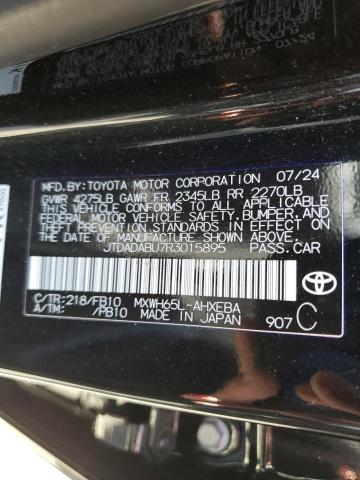 MFD.BY:TOYOTA MOTOR CORPORATION 07/24
GVWR 4275LB GAWR FR 2345LB RR 2270LB
THIS VEHICLE CONFORMS TO ALL APPLICABLE
FEDERAL MOTOR VEHICLE SAFETY, BUMPER, AND
THEFT PREVENTION STANDARDS IN EFFECT ON
THE DATE OF MANUFACTURE SHOWN ABOVE.
JTDADABU7R3015895 PASS.CAR
C/TR:218/FB10 MXWH65L-AHXEBA
A/TM: /PB10 MADE IN JAPAN 907 C
TOYOTA